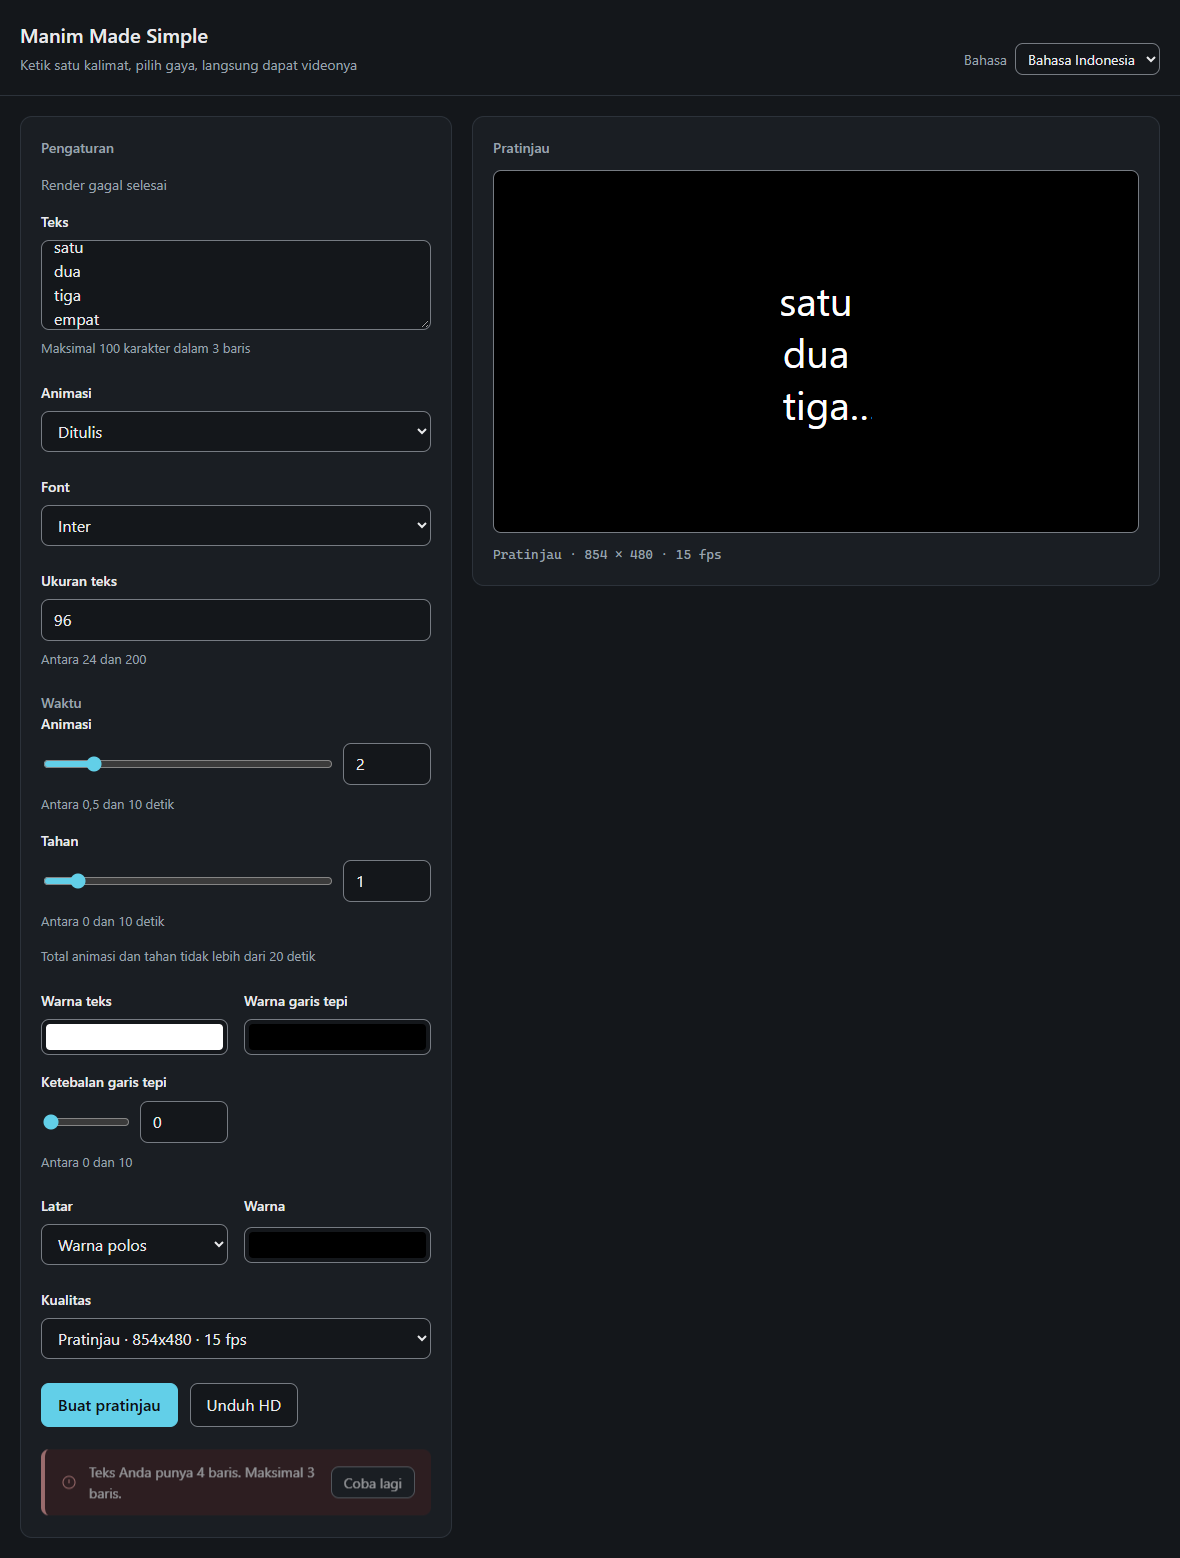 Manim Made Simple
Ketik satu kalimat, pilih gaya, langsung dapat videonya
Bahasa
Bahasa Indonesia
Pengaturan
Render gagal selesai
Teks
satu
dua
tiga
empat
Maksimal 100 karakter dalam 3 baris
Animasi
Ditulis
Font
Inter
Ukuran teks
96
Antara 24 dan 200
Waktu
Animasi
2
Antara 0,5 dan 10 detik
Tahan
1
Antara 0 dan 10 detik
Total animasi dan tahan tidak lebih dari 20 detik
Warna teks
Warna garis tepi
Ketebalan garis tepi
0
Antara 0 dan 10
Latar
Warna
Warna polos
Kualitas
Pratinjau · 854x480 · 15 fps
Buat pratinjau
Unduh HD
Teks Anda punya 4 baris. Maksimal 3
baris.
Coba lagi
Pratinjau
satu
dua
tiga...
Pratinjau · 854 × 480 · 15 fps